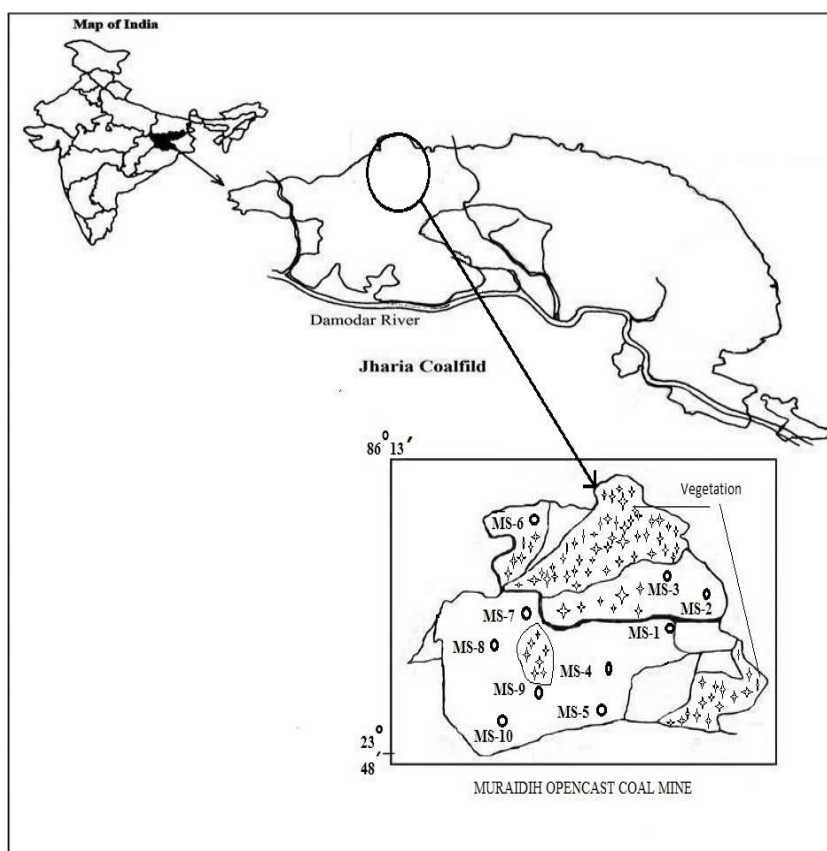 Map of India
Damodar River
Jharia Coalfild
86° 13′
Vegetation
MS-6
MS-3
MS-2
MS-7
MS-1
MS-8
MS-4
MS-9
MS-5
MS-10
23°
48′
MURAIDIH OPENCAST COAL MINE